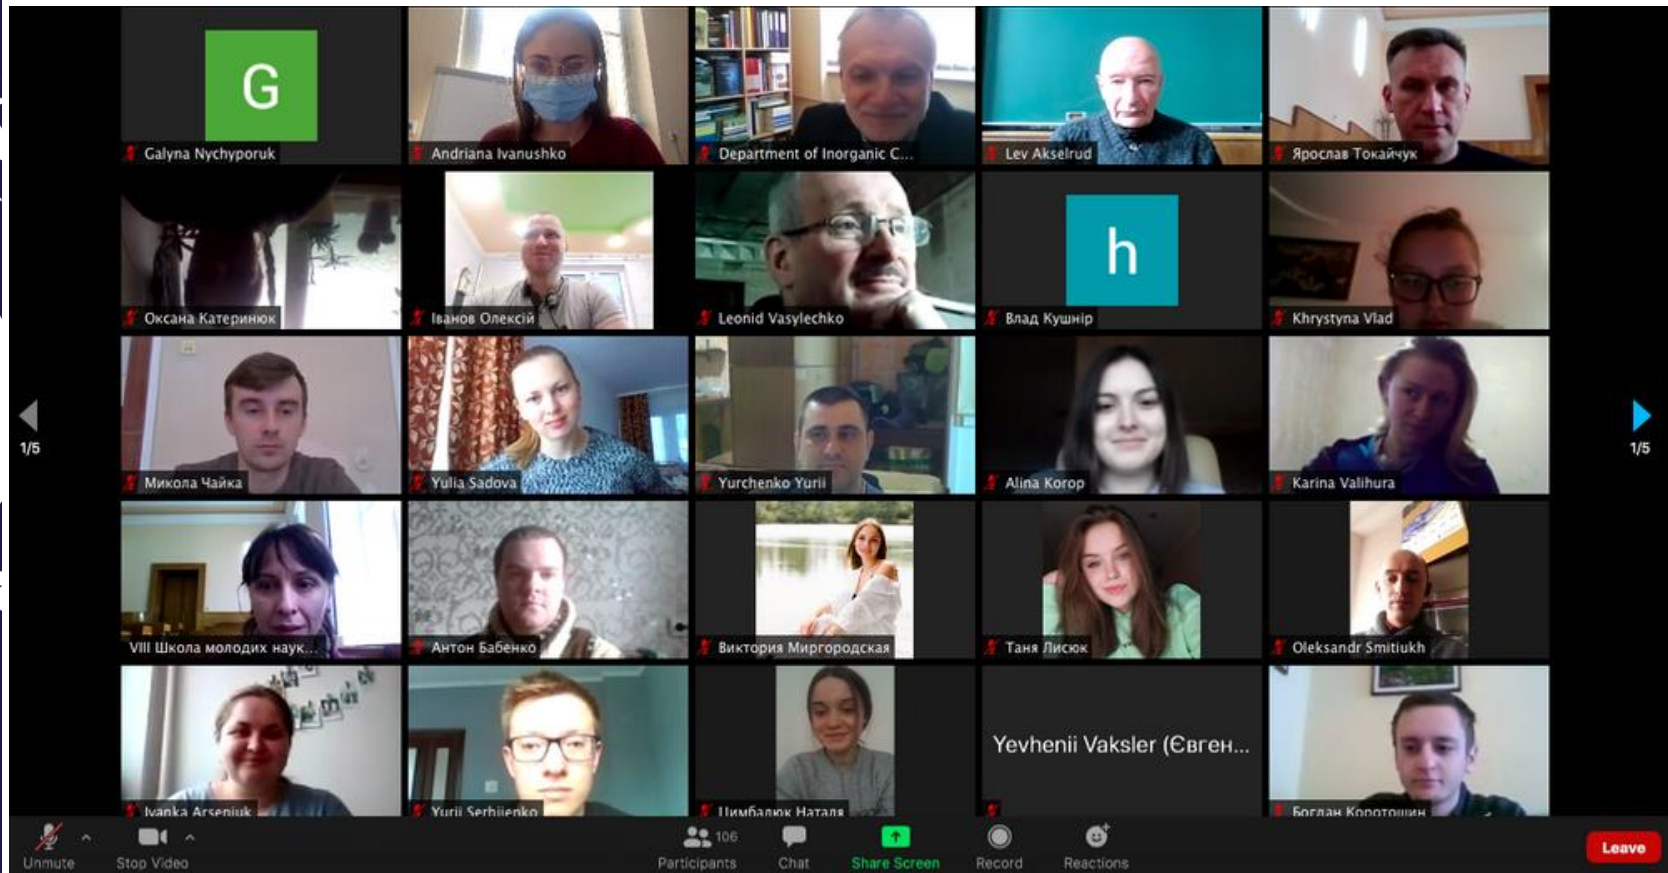 G
Galyna Nychyporuk
Andriana Ivanushko
Department of Inorganic C...
Lev Akselrud
Ярослав Токайчук
Оксана Катеринюк
Іванов Олексій
Leonid Vasylechko
h
Влад Кушнір
Khrystyna Vlad
1/5
1/5
Микола Чайка
Yulia Sadova
Yurchenko Yurii
Alina Korop
Karina Valihura
VIII Школа молодих наук...
Антон Бабенко
Виктория Миргородская
Таня Лисюк
Oleksandr Smitiukh
Yevhenii Vaksler (Євген...
Ivanka Arseniuk
Yurii Serhiienko
Цимбалюк Наталя
Богдан Коротошин
Unmute
Stop Video
Participants
106
Chat
Share Screen
Record
Reactions
Leave